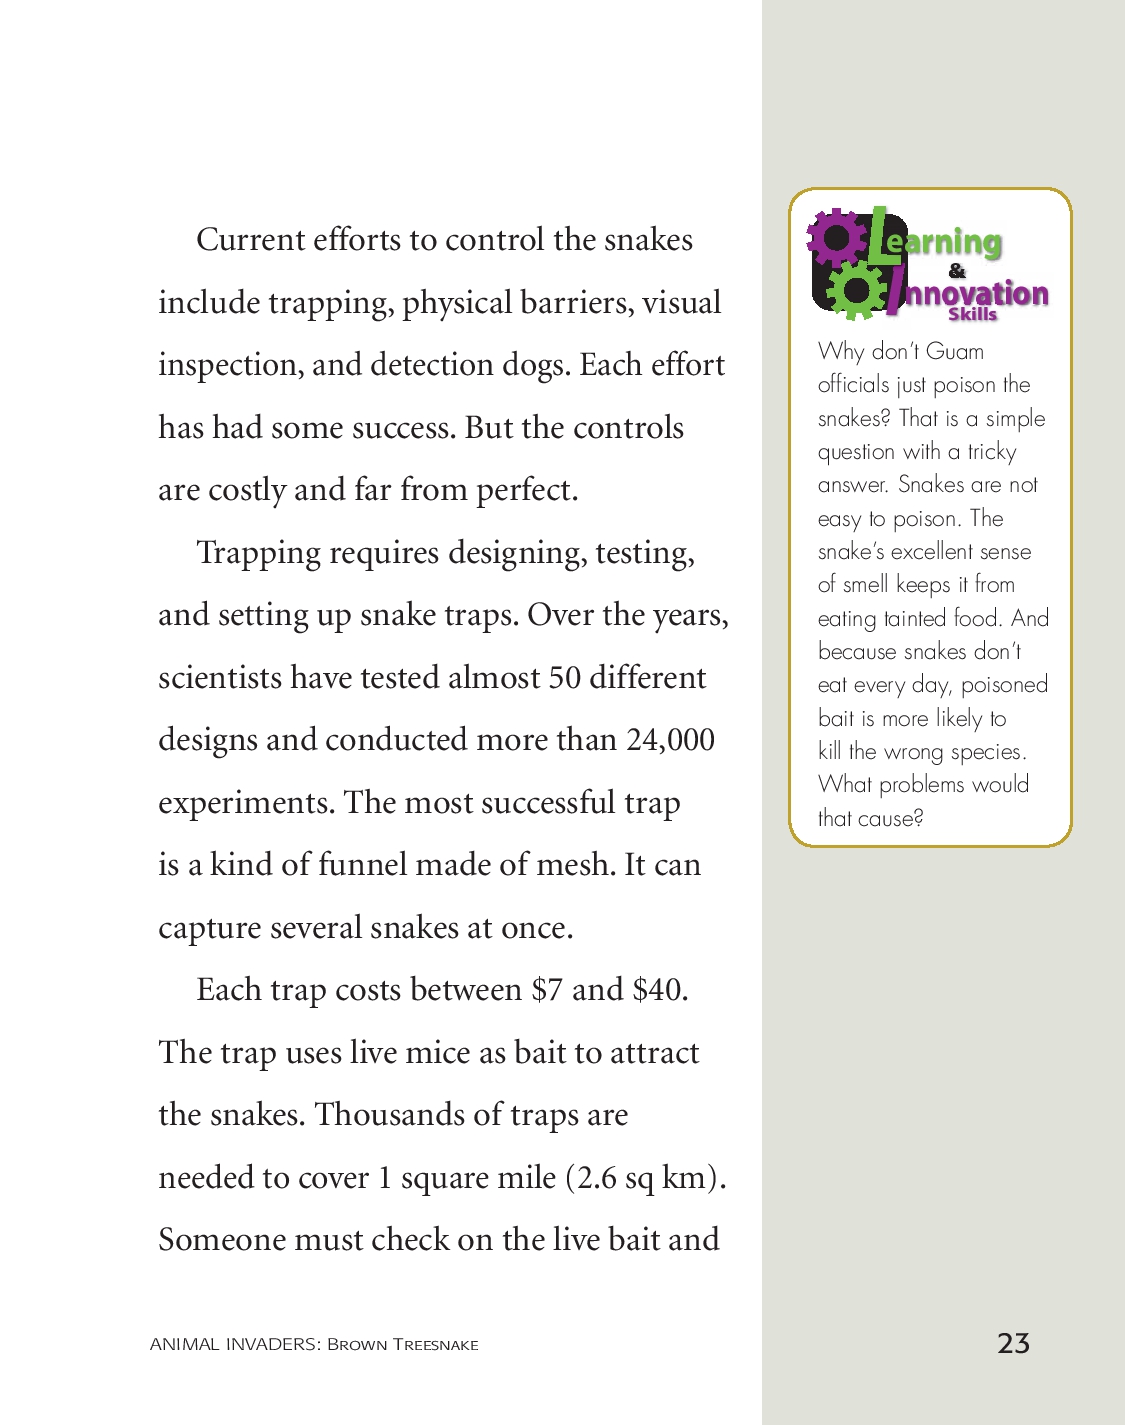 Current efforts to control the snakes
include trapping, physical barriers, visual
inspection, and detection dogs. Each effort
has had some success. But the controls
are costly and far from perfect.
Trapping requires designing, testing,
and setting up snake traps. Over the years,
scientists have tested almost 50 different
designs and conducted more than 24,000
experiments. The most successful trap
is a kind of funnel made of mesh. It can
capture several snakes at once.
Each trap costs between $7 and $40.
The trap uses live mice as bait to attract
the snakes. Thousands of traps are
needed to cover 1 square mile (2.6 sq km).
Someone must check on the live bait and
Learning
&
Innovation
Skills
Why don’t Guam
officials just poison the
snakes? That is a simple
question with a tricky
answer. Snakes are not
easy to poison. The
snake’s excellent sense
of smell keeps it from
eating tainted food. And
because snakes don’t
eat every day, poisoned
bait is more likely to
kill the wrong species.
What problems would
that cause?
ANIMAL INVADERS: Brown Treesnake
23